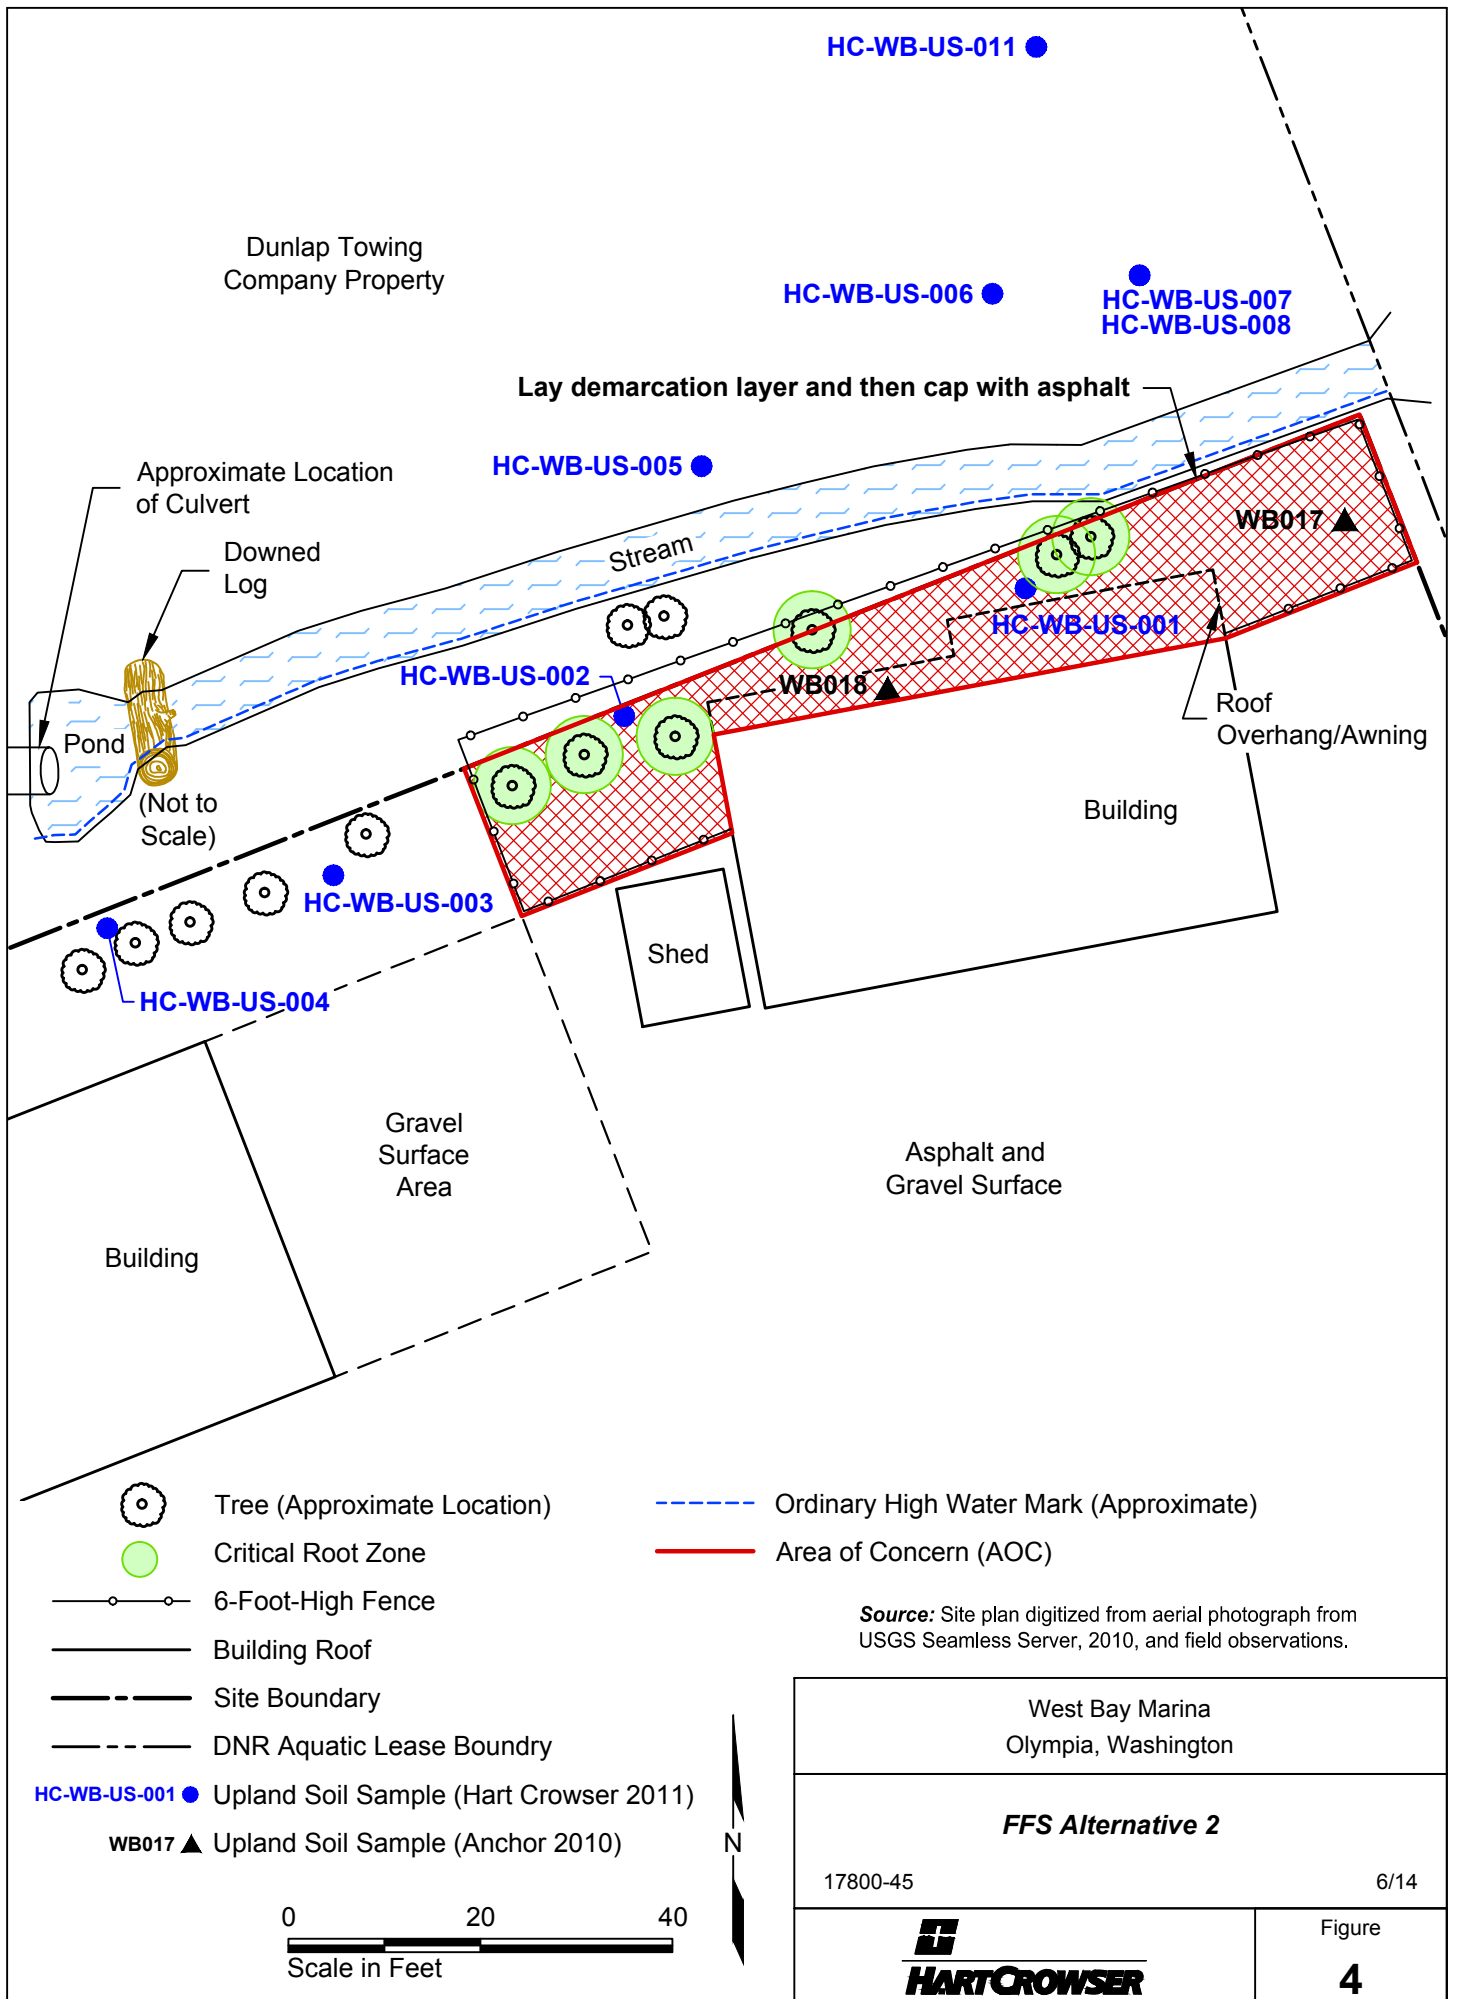 HC-WB-US-011
Dunlap Towing
Company Property
HC-WB-US-006
HC-WB-US-007
HC-WB-US-008
Lay demarcation layer and then cap with asphalt
HC-WB-US-005
Approximate Location
of Culvert
Downed
Log
Stream
WB017
HC-WB-US-001
HC-WB-US-002
WB018
Roof
Overhang/Awning
Pond
(Not to
Scale)
Building
HC-WB-US-003
Shed
HC-WB-US-004
Gravel
Surface
Area
Asphalt and
Gravel Surface
Building
Tree (Approximate Location)
Critical Root Zone
6-Foot-High Fence
Building Roof
Site Boundary
DNR Aquatic Lease Boundry
HC-WB-US-001 Upland Soil Sample (Hart Crowser 2011)
WB017 Upland Soil Sample (Anchor 2010)
Ordinary High Water Mark (Approximate)
Area of Concern (AOC)
Source: Site plan digitized from aerial photograph from
USGS Seamless Server, 2010, and field observations.
N
0 20 40
Scale in Feet
West Bay Marina
Olympia, Washington
FFS Alternative 2
17800-45 6/14
HARTCROWSER
Figure
4